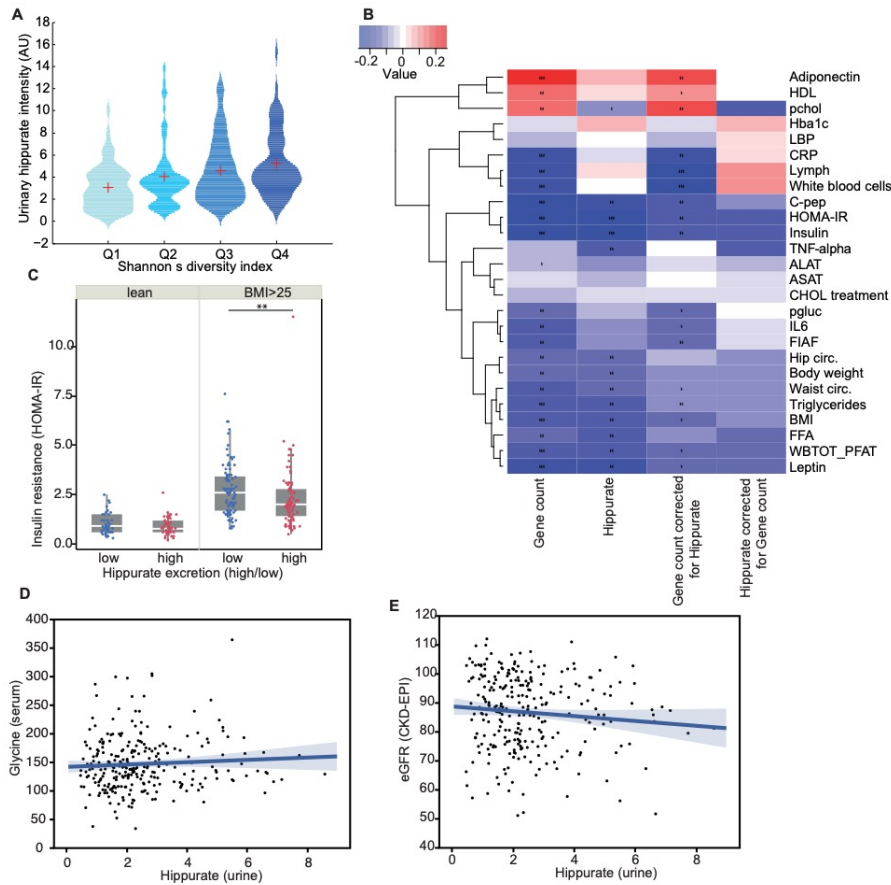 A
Urinary hippurate intensity (AU)
18
16
14
12
10
8
6
4
2
0
−2
Q1 Q2 Q3 Q4
Shannon s diversity index
B
-0.2 0 0.2
Value
Adiponectin
HDL
pchol
Hba1c
LBP
CRP
Lymph
White blood cells
C-pep
HOMA-IR
Insulin
TNF-alpha
ALAT
ASAT
CHOL treatment
pgluc
IL6
FIAF
Hip circ.
Body weight
Waist circ.
Triglycerides
BMI
FFA
WBTOT_PFAT
Leptin
Gene count
Hippurate
Gene count corrected
for Hippurate
Hippurate corrected
for Gene count
C
lean BMI>25
**
Insulin resistance (HOMA-IR)
10.0
7.5
5.0
2.5
0.0
low high low high
Hippurate excretion (high/low)
D
Glycine (serum)
400
350
300
250
200
150
100
50
0
0 2 4 6 8
Hippurate (urine)
E
eGFR (CKD-EPI)
120
110
100
90
80
70
60
50
40
0 2 4 6 8
Hippurate (urine)